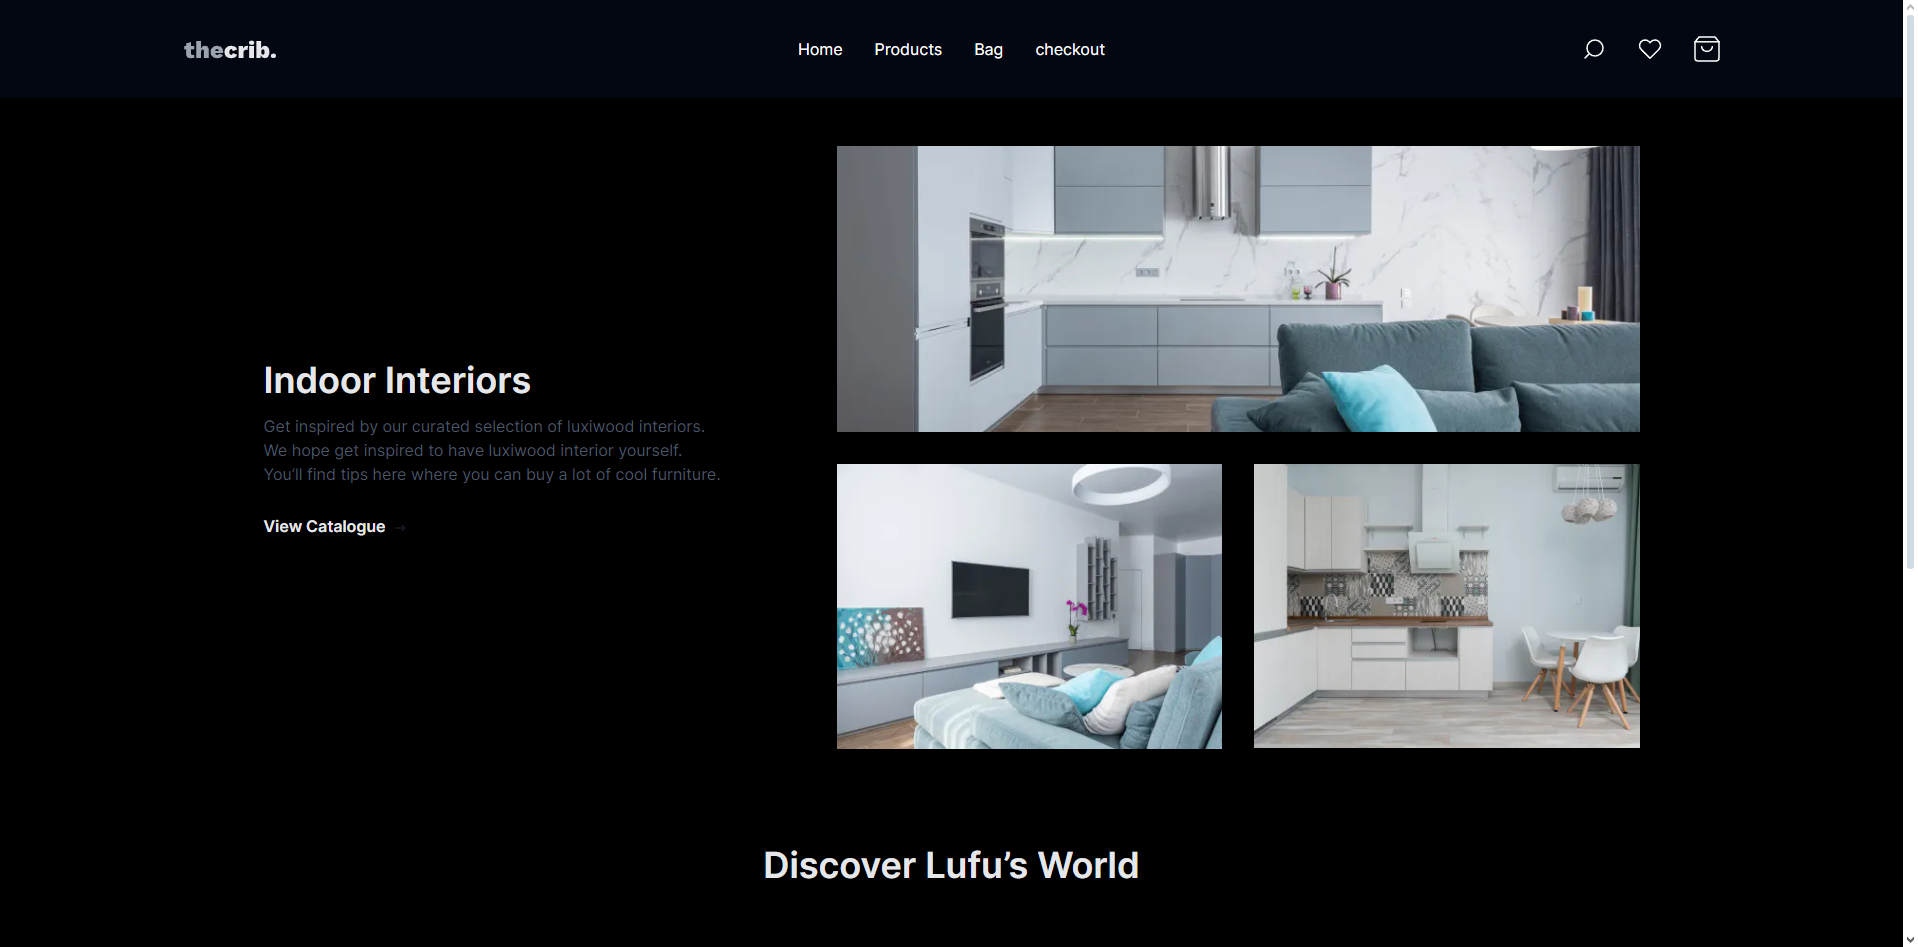 thecrib.
Home Products Bag checkout
Indoor Interiors
Get inspired by our curated selection of luxiwood interiors.
We hope get inspired to have luxiwood interior yourself.
You’ll find tips here where you can buy a lot of cool furniture.
View Catalogue →
Discover Lufu’s World